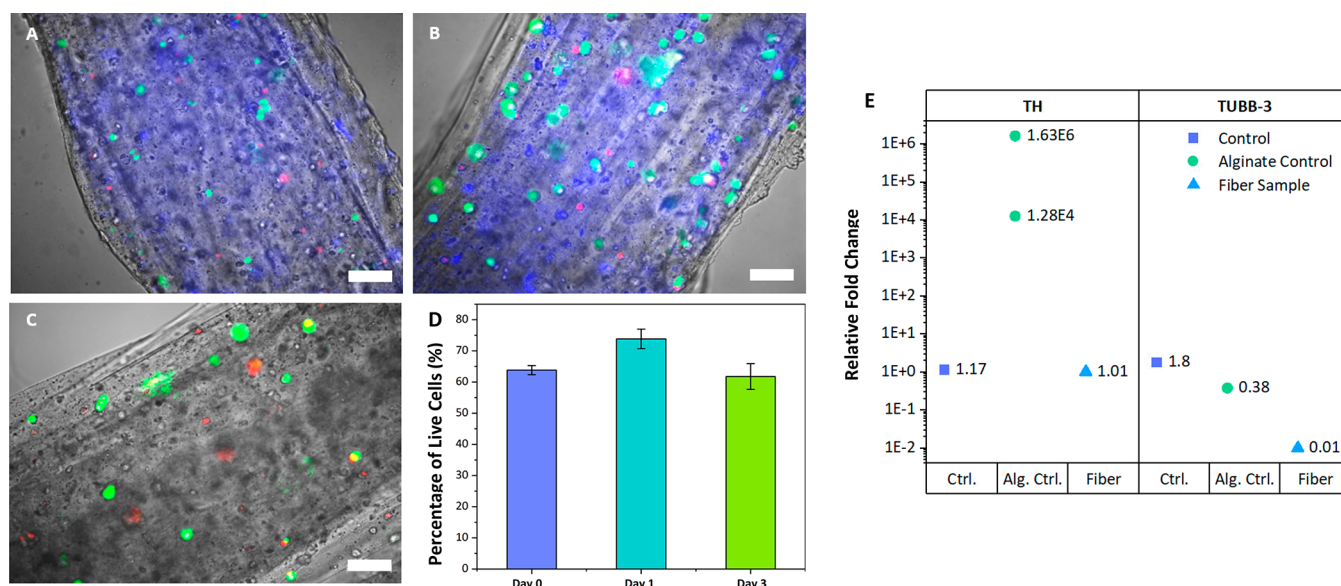 A
B
C
D
Percentage of Live Cells (%)
80
70
60
50
40
30
20
10
0
Day 0
Day 1
Day 3
E
TH
TUBB-3
Relative Fold Change
1E+6
1E+5
1E+4
1E+3
1E+2
1E+1
1E+0
1E-1
1E-2
1.63E6
1.28E4
1.17
1.01
Control
Alginate Control
Fiber Sample
1.8
0.38
0.01
Ctrl.
Alg. Ctrl.
Fiber
Ctrl.
Alg. Ctrl.
Fiber